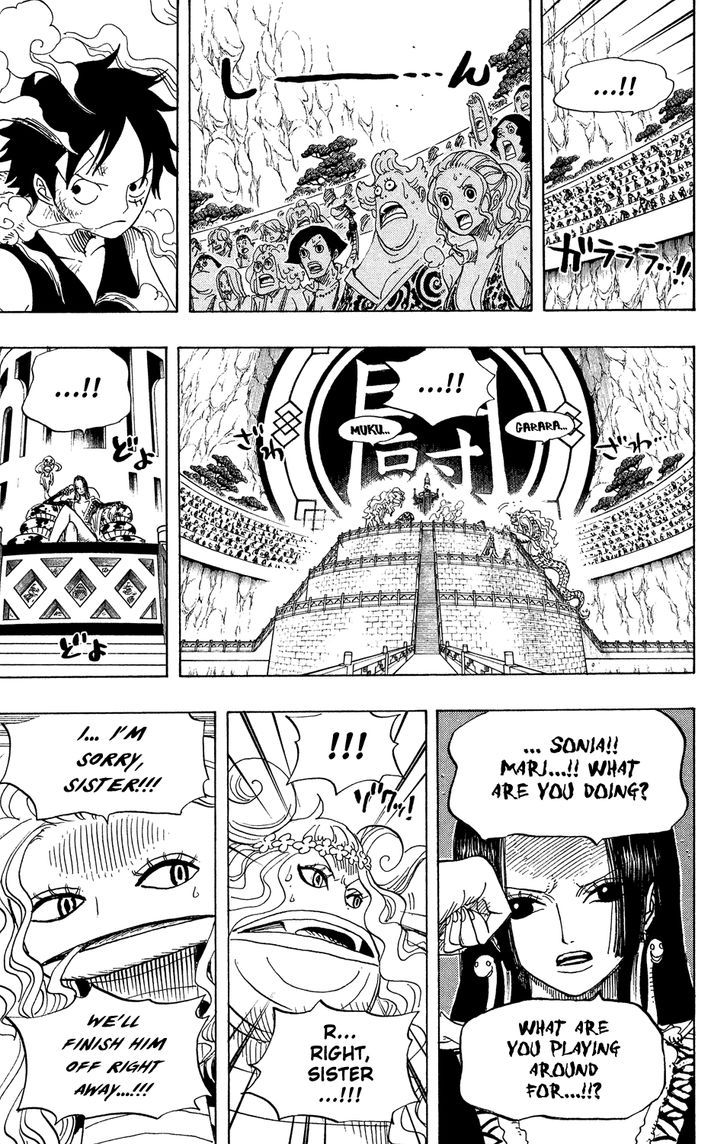 ...!!
ガラララ...!!
しーん
...!!
GARARA...
MUKU...
ざわ...
ざわ...
闘
...!!
どよ
どよ
... SONIA!!
MARI...!! WHAT
ARE YOU DOING?
WHAT ARE
YOU PLAYING
AROUND
FOR...!!?
!!!
ゾクッ...!
R...
RIGHT,
SISTER
...!!!
I... I'M
SORRY,
SISTER!!!
WE'LL
FINISH HIM
OFF RIGHT
AWAY....!!!